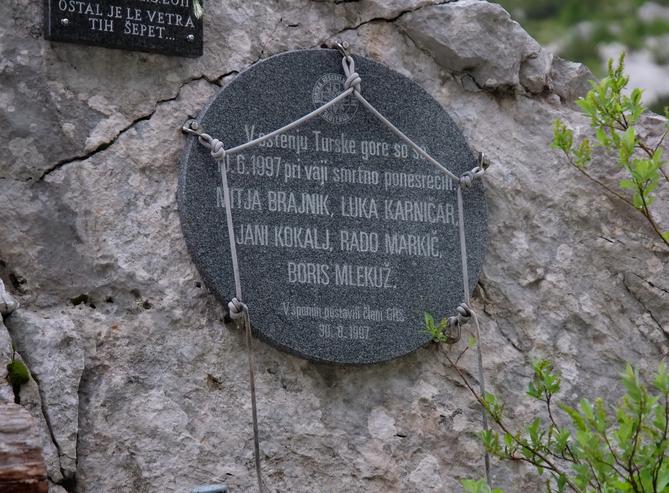 OSTAL JE LE VETRA
TIH ŠEPET...
V ostenju Turske gore so se
.6.1997 pri vaji smrtno ponesrečili
MITJA BRAJNIK, LUKA KARNIČAR,
JANI KOKALJ, RADO MARKIČ,
BORIS MLEKUŽ.
V spomin postavili člani GRS
30. 8. 1997